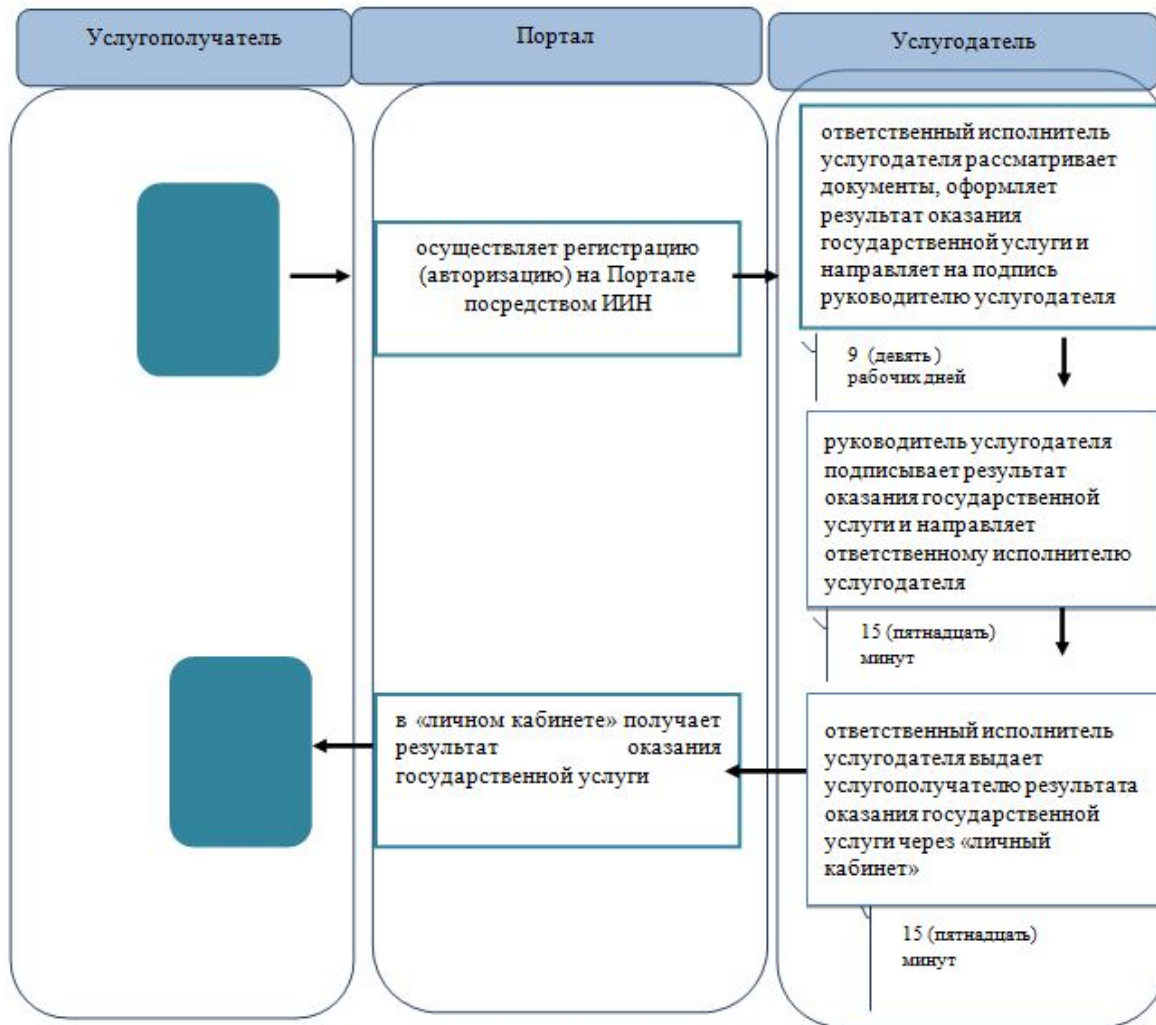 Услугополучатель
Портал
Услугодатель
ответственный исполнитель
услугодателя рассматривает
документы, оформляет
результат оказания
государственной услуги и
направляет на подпись
руководителю услугодателя
осуществляет регистрацию
(авторизацию) на Портале
посредством ИИН
9 (девять )
рабочих дней
руководитель услугодателя
подписывает результат
оказания государственной
услуги и направляет
ответственному исполнителю
услугодателя
15 (пятнадцать)
минут
в «личном кабинете» получает
результат оказания
государственной услуги
ответственный исполнитель
услугодателя выдает
услугополучателю результата
оказания государственной
услуги через «личный
кабинет»
15 (пятнадцать)
минут